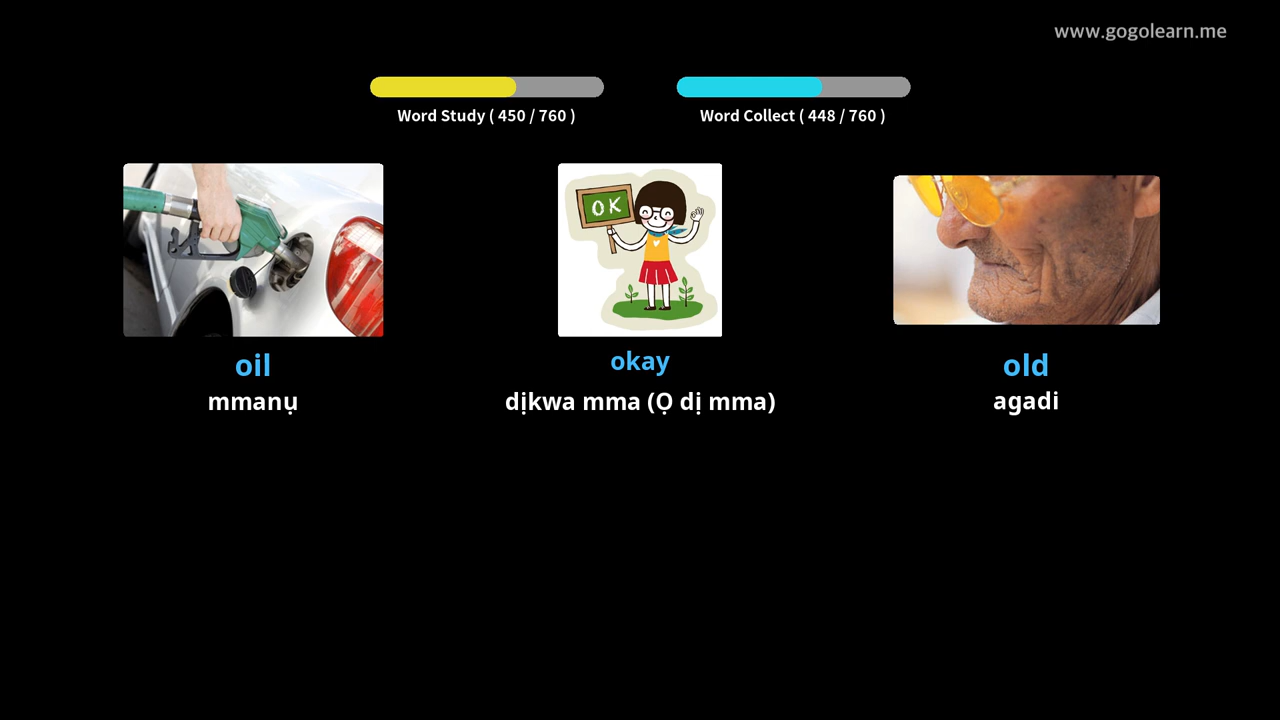 www.gogolearn.me
Word Study ( 450 / 760 )
Word Collect ( 448 / 760 )
OK
oil
okay
old
mmanụ
dịkwa mma (Ọ dị mma)
agadi